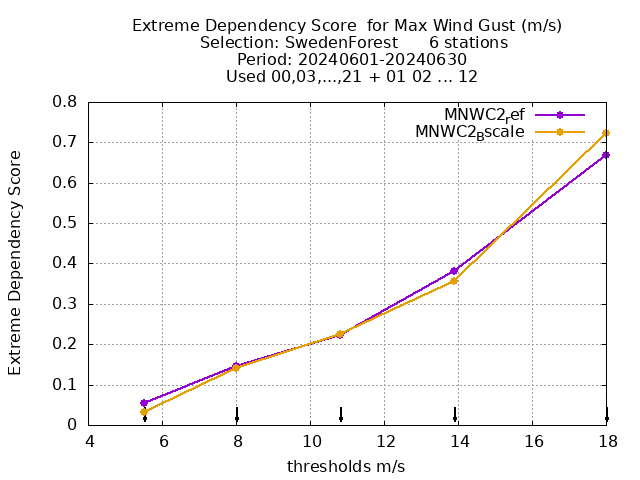 Extreme Dependency Score  for Max Wind Gust (m/s)
Selection: SwedenForest      6 stations
Period: 20240601-20240630
Used 00,03,...,21 + 01 02 ... 12
MNWC2_ref
MNWC2_Bscale
Extreme Dependency Score
0.8
0.7
0.6
0.5
0.4
0.3
0.2
0.1
0
4 6 8 10 12 14 16 18
thresholds m/s